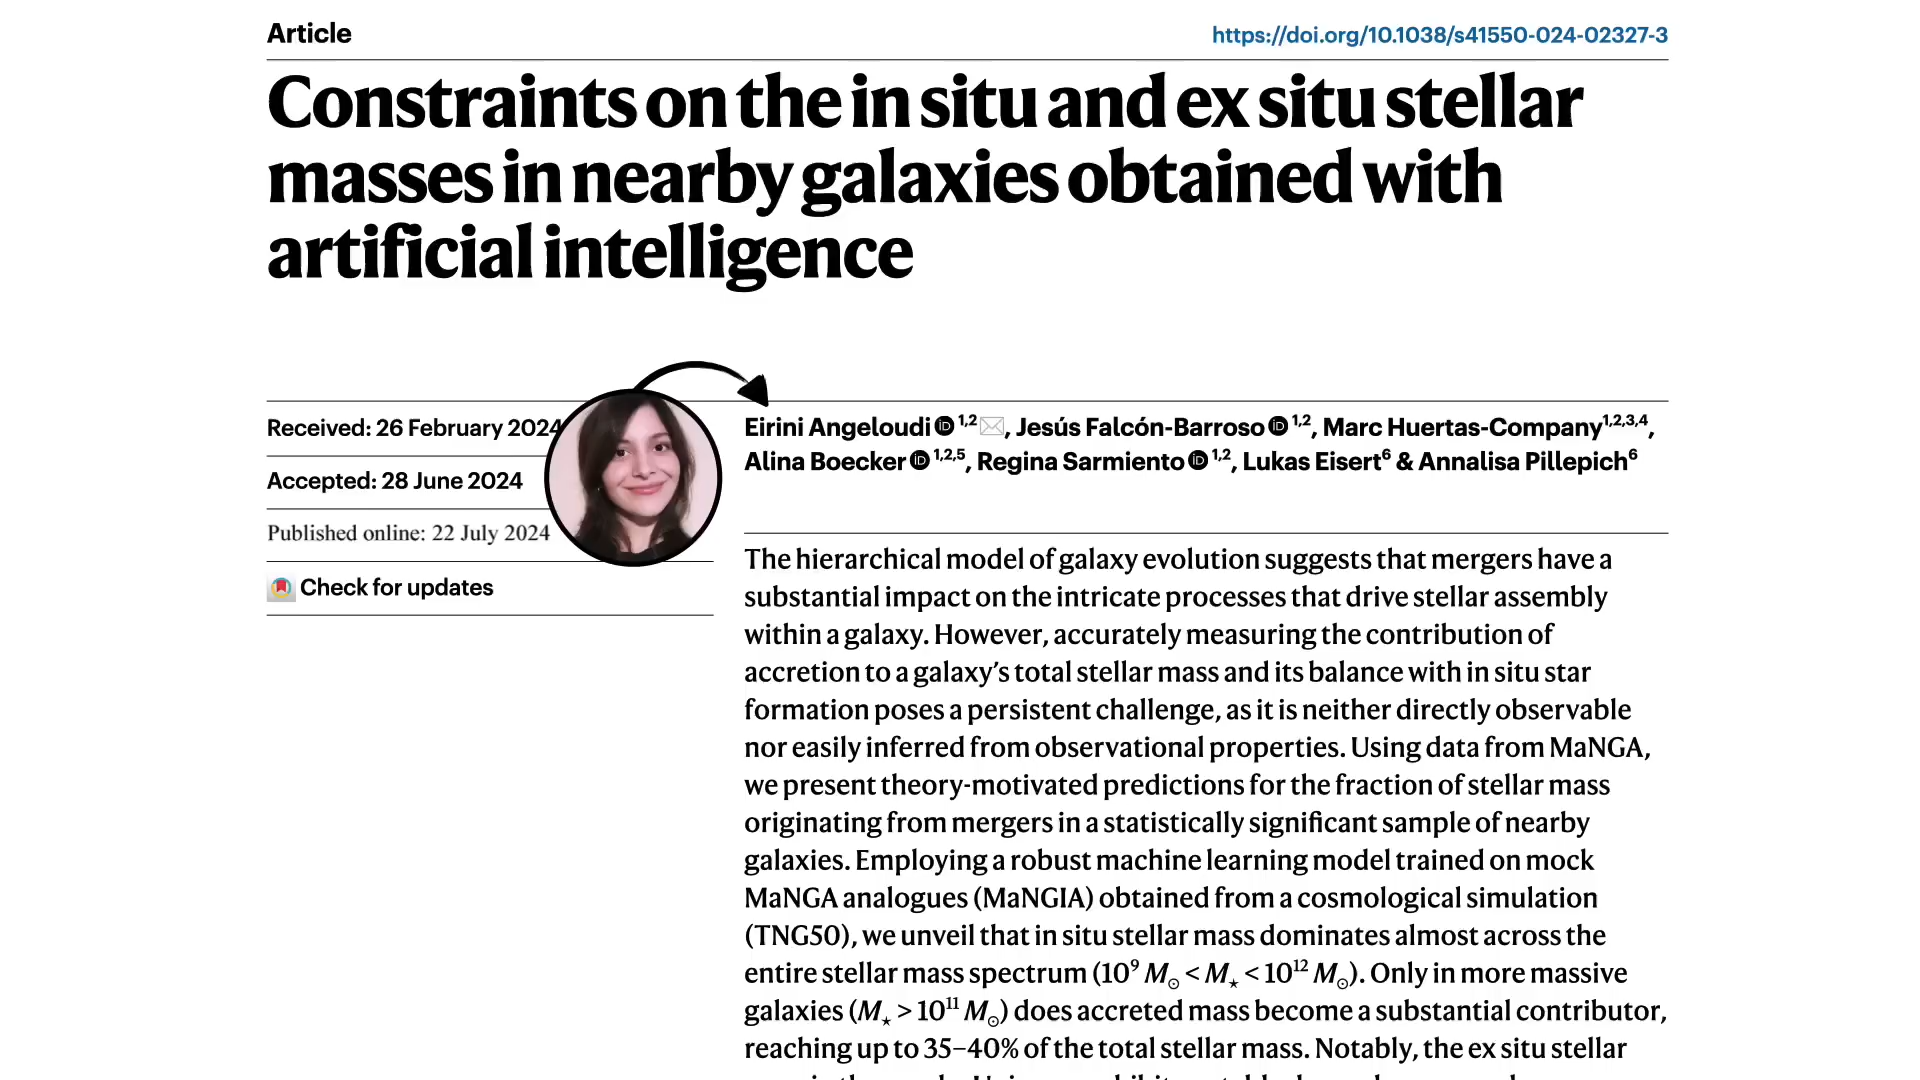 Article
https://doi.org/10.1038/s41550-024-02327-3
Constraints on the in situ and ex situ stellar
masses in nearby galaxies obtained with
artificial intelligence
Received: 26 February 2024
Accepted: 28 June 2024
Published online: 22 July 2024
Check for updates
Eirini Angeloudi iD 1,2, Jesús Falcón-Barroso iD 1,2, Marc Huertas-Company1,2,3,4,
Alina Boecker iD 1,2,5, Regina Sarmiento iD 1,2, Lukas Eisert6 & Annalisa Pillepich6
The hierarchical model of galaxy evolution suggests that mergers have a
substantial impact on the intricate processes that drive stellar assembly
within a galaxy. However, accurately measuring the contribution of
accretion to a galaxy’s total stellar mass and its balance with in situ star
formation poses a persistent challenge, as it is neither directly observable
nor easily inferred from observational properties. Using data from MaNGA,
we present theory-motivated predictions for the fraction of stellar mass
originating from mergers in a statistically significant sample of nearby
galaxies. Employing a robust machine learning model trained on mock
MaNGA analogues (MaNGIA) obtained from a cosmological simulation
(TNG50), we unveil that in situ stellar mass dominates almost across the
entire stellar mass spectrum (10⁹ M☉ < M⋆ < 10¹² M☉). Only in more massive
galaxies (M⋆ > 10¹¹ M☉) does accreted mass become a substantial contributor,
reaching up to 35–40% of the total stellar mass. Notably, the ex situ stellar